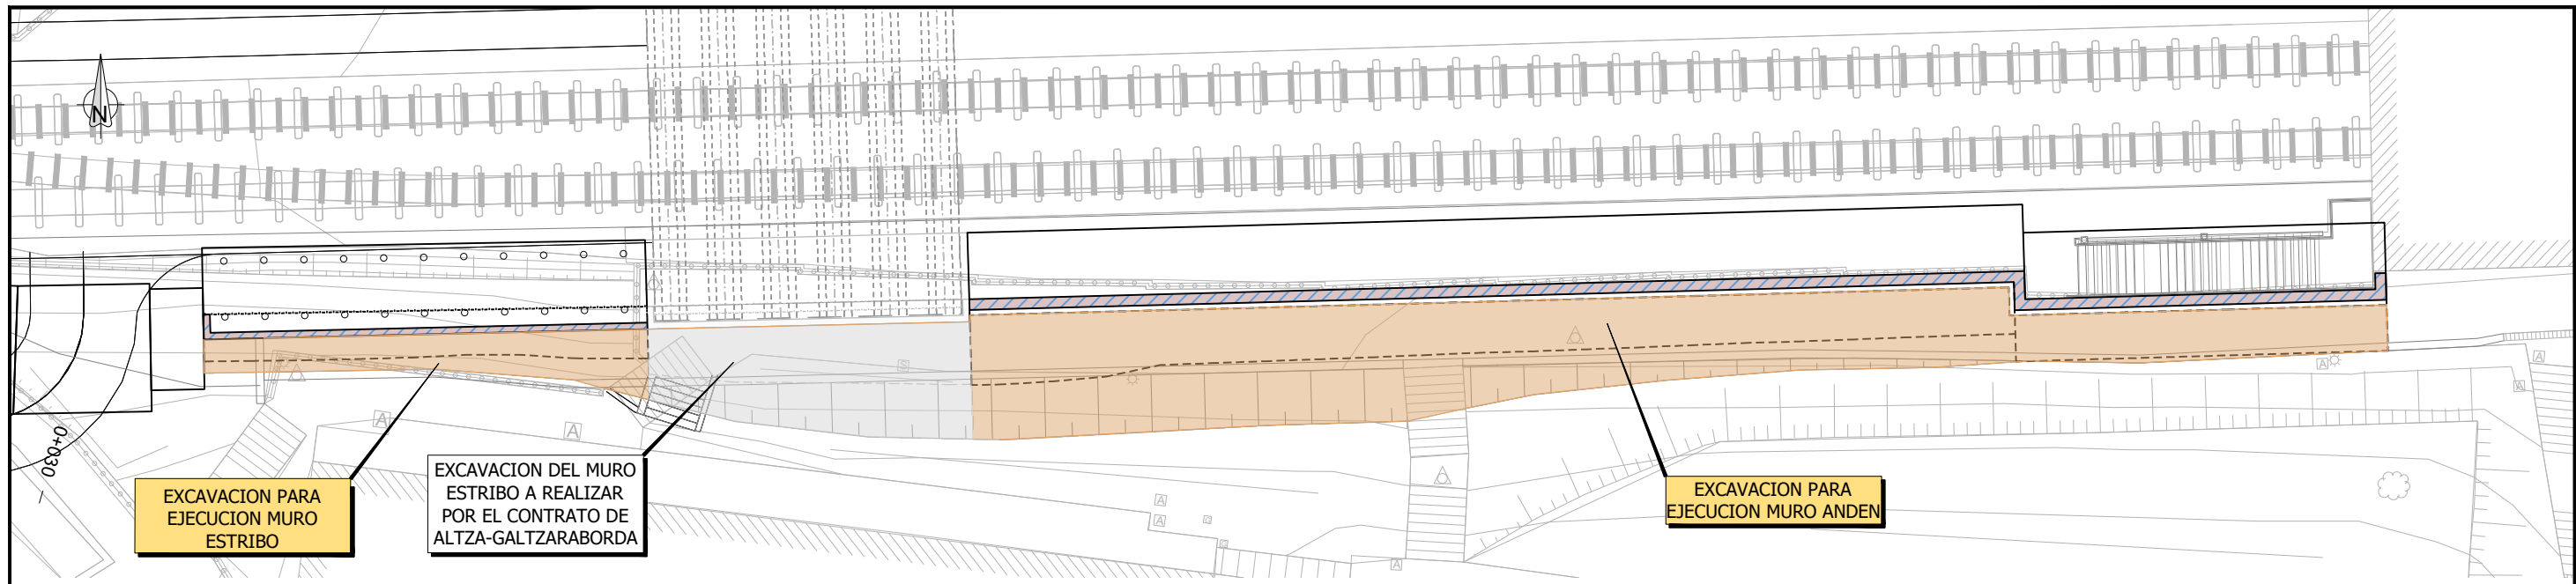 N
0+030
EXCAVACION PARA
EJECUCION MURO
ESTRIBO
EXCAVACION DEL MURO
ESTRIBO A REALIZAR
POR EL CONTRATO DE
ALTZA-GALTZARABORDA
EXCAVACION PARA
EJECUCION MURO ANDEN
A
A
A
A
A
A
A
A